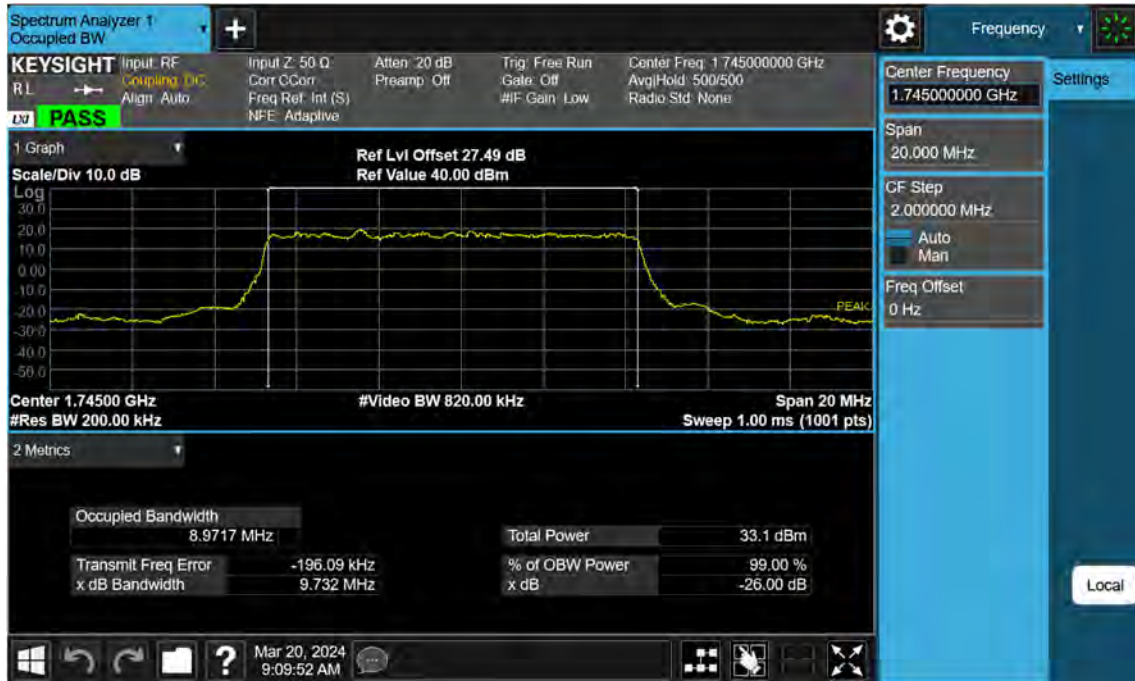 Spectrum Analyzer 1
Occupied BW
+
Frequency
KEYSIGHT Input: RF Input Z: 50 Ω Atten: 20 dB Trig: Free Run Center Freq: 1.745000000 GHz
RL Coupling: DC Corr CCorr Preamp: Off Gate: Off Avg|Hold: 500/500
Align: Auto Freq Ref: Int (S) #IF Gain: Low Radio Std: None
LXI PASS NFE: Adaptive
1 Graph
Ref Lvl Offset 27.49 dB
Scale/Div 10.0 dB Ref Value 40.00 dBm
Log
30.0
20.0
10.0
0.00
-10.0
-20.0
-30.0
-40.0
-50.0
PEAK
Center 1.74500 GHz #Video BW 820.00 kHz Span 20 MHz
#Res BW 200.00 kHz Sweep 1.00 ms (1001 pts)
2 Metrics
Occupied Bandwidth
8.9717 MHz
Total Power 33.1 dBm
Transmit Freq Error -196.09 kHz % of OBW Power 99.00 %
x dB Bandwidth 9.732 MHz x dB -26.00 dB
Center Frequency
1.745000000 GHz
Settings
Span
20.000 MHz
CF Step
2.000000 MHz
Auto
Man
Freq Offset
0 Hz
Local
?
Mar 20, 2024
9:09:52 AM